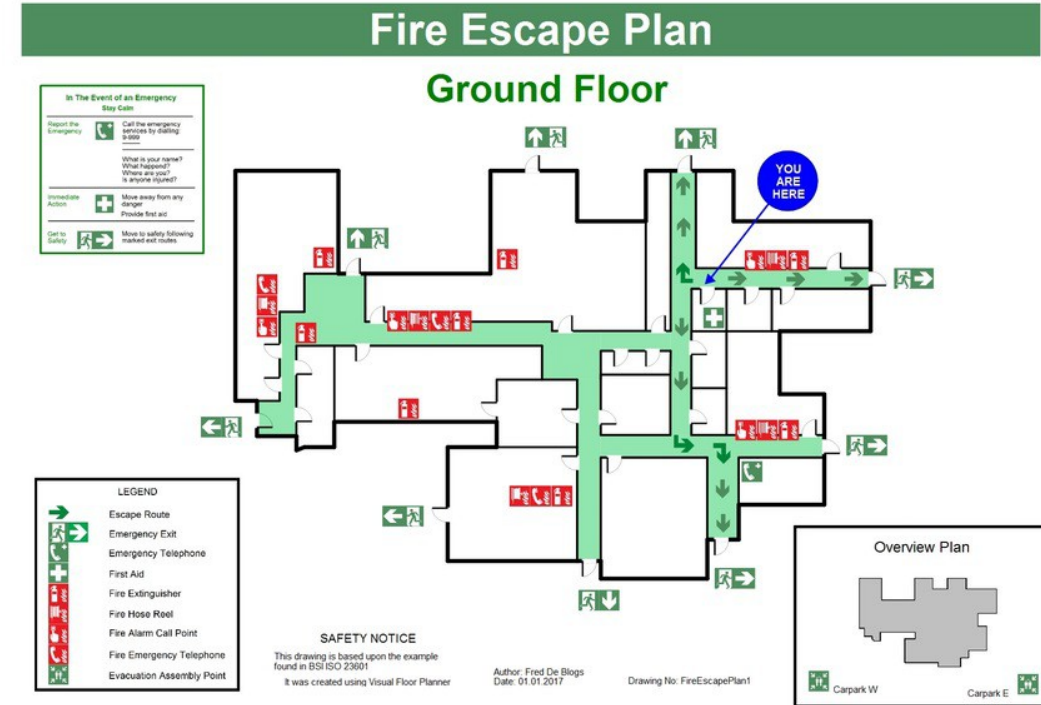 Fire Escape Plan
Ground Floor
In The Event of an Emergency
Stay Calm
Report the
Emergency
Call the emergency
services by dialling:
9-999
What is your name?
What happend?
Where are you?
Is anyone injured?
Immediate
Action
Move away from any
danger
Provide first aid
Get to
Safety
Move to safety following
marked exit routes
YOU
ARE
HERE
LEGEND
Escape Route
Emergency Exit
Emergency Telephone
First Aid
Fire Extinguisher
Fire Hose Reel
Fire Alarm Call Point
Fire Emergency Telephone
Evacuation Assembly Point
SAFETY NOTICE
This drawing is based upon the example
found in BSI ISO 23601
It was created using Visual Floor Planner
Author: Fred De Blogs
Date: 01.01.2017
Drawing No: FireEscapePlan1
Overview Plan
Carpark W
Carpark E